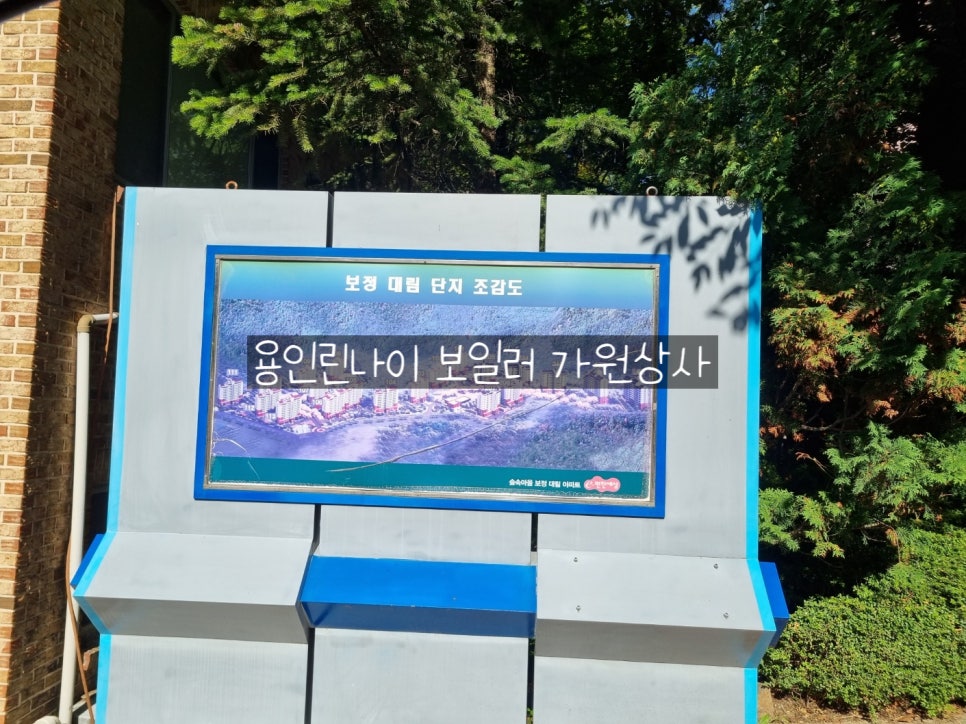 보정 대림 단지 조감도
용인린나이 보일러 가원상사
숲속마을 보정 대림 아파트